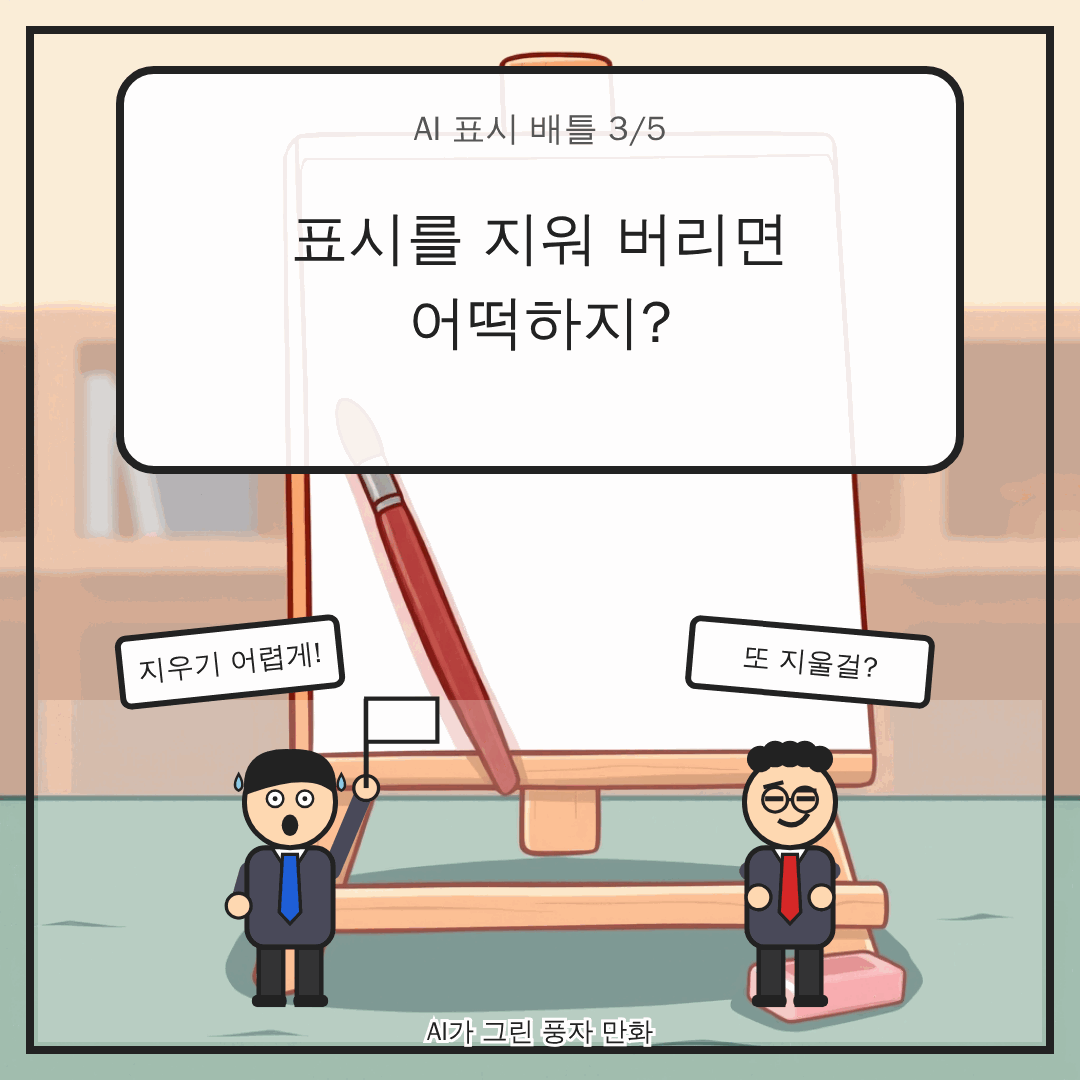 AI 표시 배틀 3/5
표시를 지워 버리면
어떡하지?
지우기 어렵게!
또 지울걸?
AI가 그린 풍자 만화